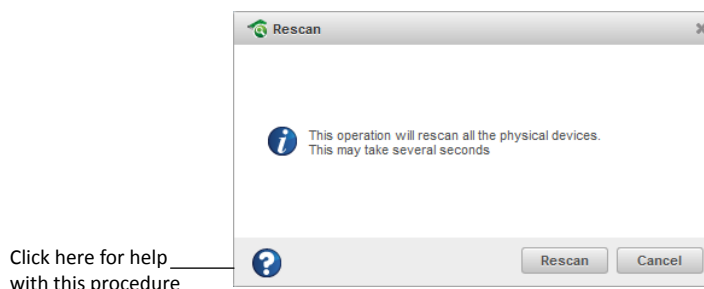 Rescan
This operation will rescan all the physical devices.
This may take several seconds
Click here for help
with this procedure
Rescan Cancel